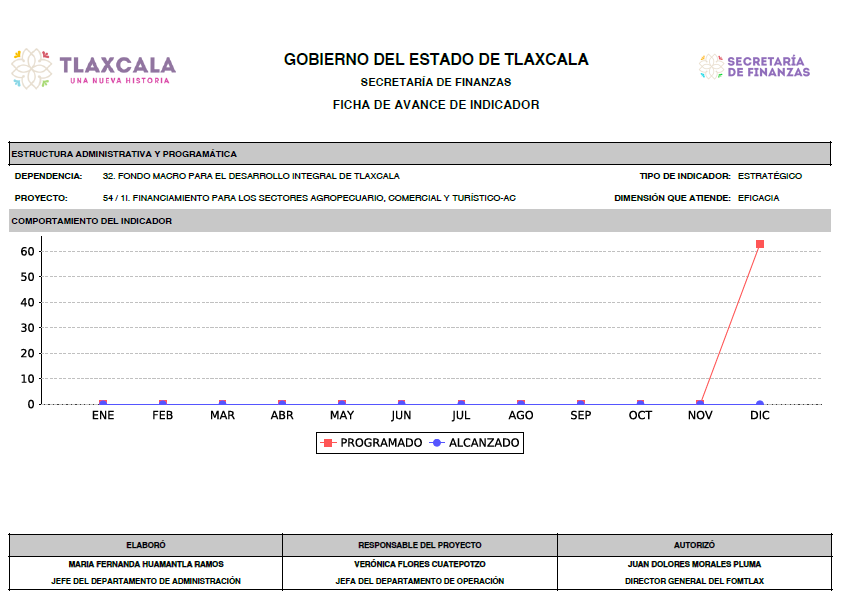 TLAXCALA
UNA NUEVA HISTORIA
GOBIERNO DEL ESTADO DE TLAXCALA
SECRETARÍA DE FINANZAS
FICHA DE AVANCE DE INDICADOR
SECRETARÍA
DE FINANZAS
ESTRUCTURA ADMINISTRATIVA Y PROGRAMÁTICA
DEPENDENCIA: 32. FONDO MACRO PARA EL DESARROLLO INTEGRAL DE TLAXCALA TIPO DE INDICADOR: ESTRATÉGICO
PROYECTO: 54 / 1I. FINANCIAMIENTO PARA LOS SECTORES AGROPECUARIO, COMERCIAL Y TURÍSTICO-AC DIMENSIÓN QUE ATIENDE: EFICACIA
COMPORTAMIENTO DEL INDICADOR
60
50
40
30
20
10
0
ENE FEB MAR ABR MAY JUN JUL AGO SEP OCT NOV DIC
PROGRAMADO ALCANZADO
ELABORÓ RESPONSABLE DEL PROYECTO AUTORIZÓ
MARIA FERNANDA HUAMANTLA RAMOS VERÓNICA FLORES CUATEPOTZO JUAN DOLORES MORALES PLUMA
JEFE DEL DEPARTAMENTO DE ADMINISTRACIÓN JEFA DEL DEPARTAMENTO DE OPERACIÓN DIRECTOR GENERAL DEL FOMTLAX